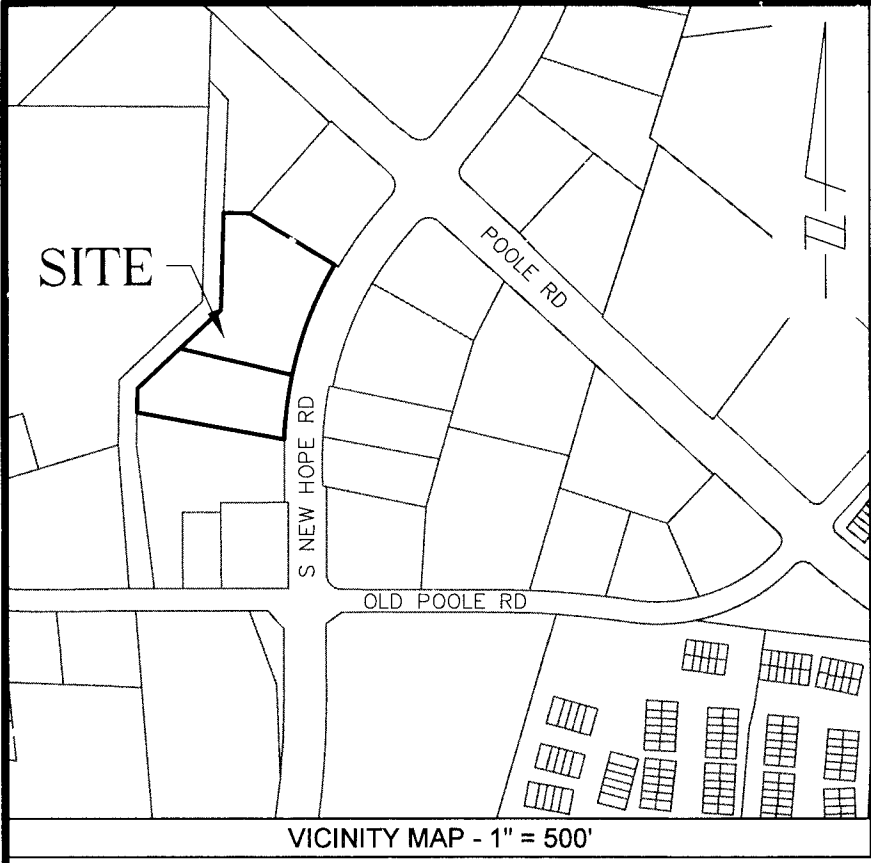 POOLE RD
SITE
S NEW HOPE RD
OLD POOLE RD
VICINITY MAP - 1" = 500'